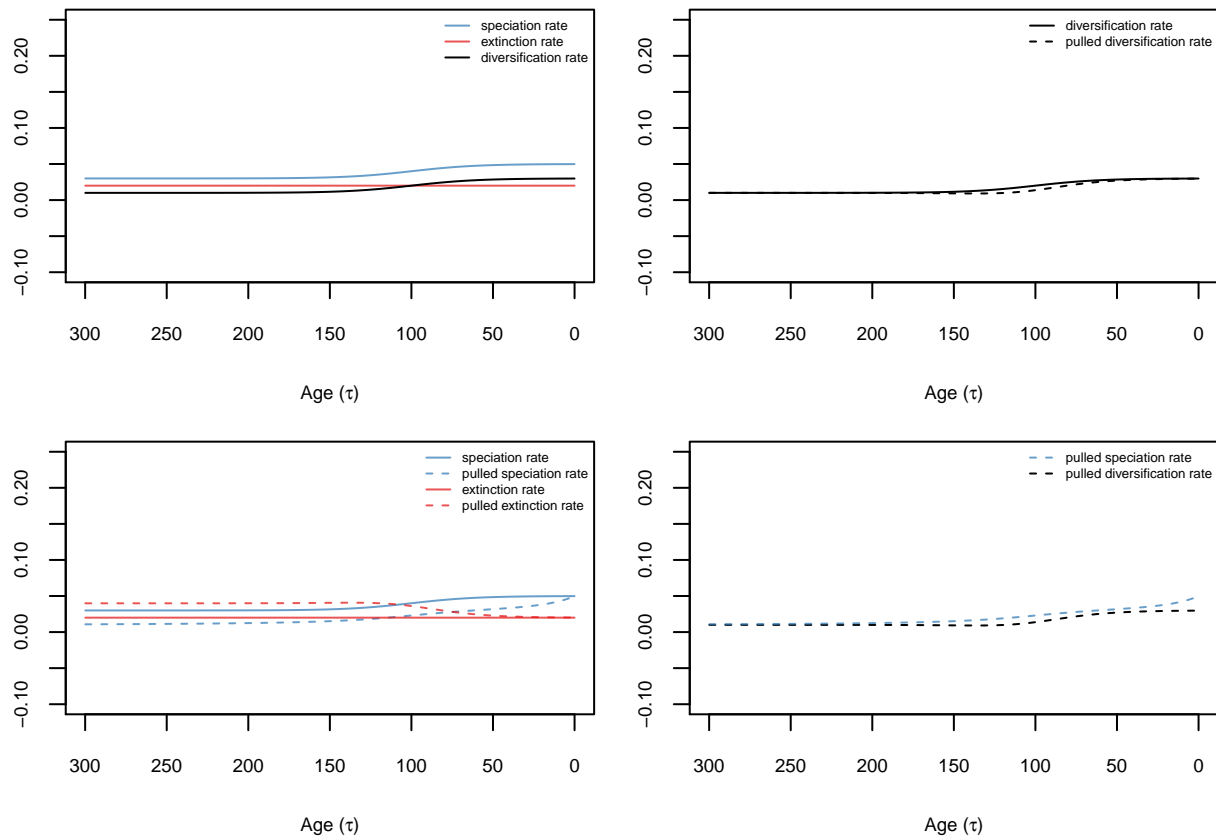 speciation rate
extinction rate
diversification rate
0.20
0.10
0.00
−0.10
300 250 200 150 100 50 0
Age (τ)
diversification rate
pulled diversification rate
0.20
0.10
0.00
−0.10
300 250 200 150 100 50 0
Age (τ)
speciation rate
pulled speciation rate
extinction rate
pulled extinction rate
0.20
0.10
0.00
−0.10
300 250 200 150 100 50 0
Age (τ)
pulled speciation rate
pulled diversification rate
0.20
0.10
0.00
−0.10
300 250 200 150 100 50 0
Age (τ)